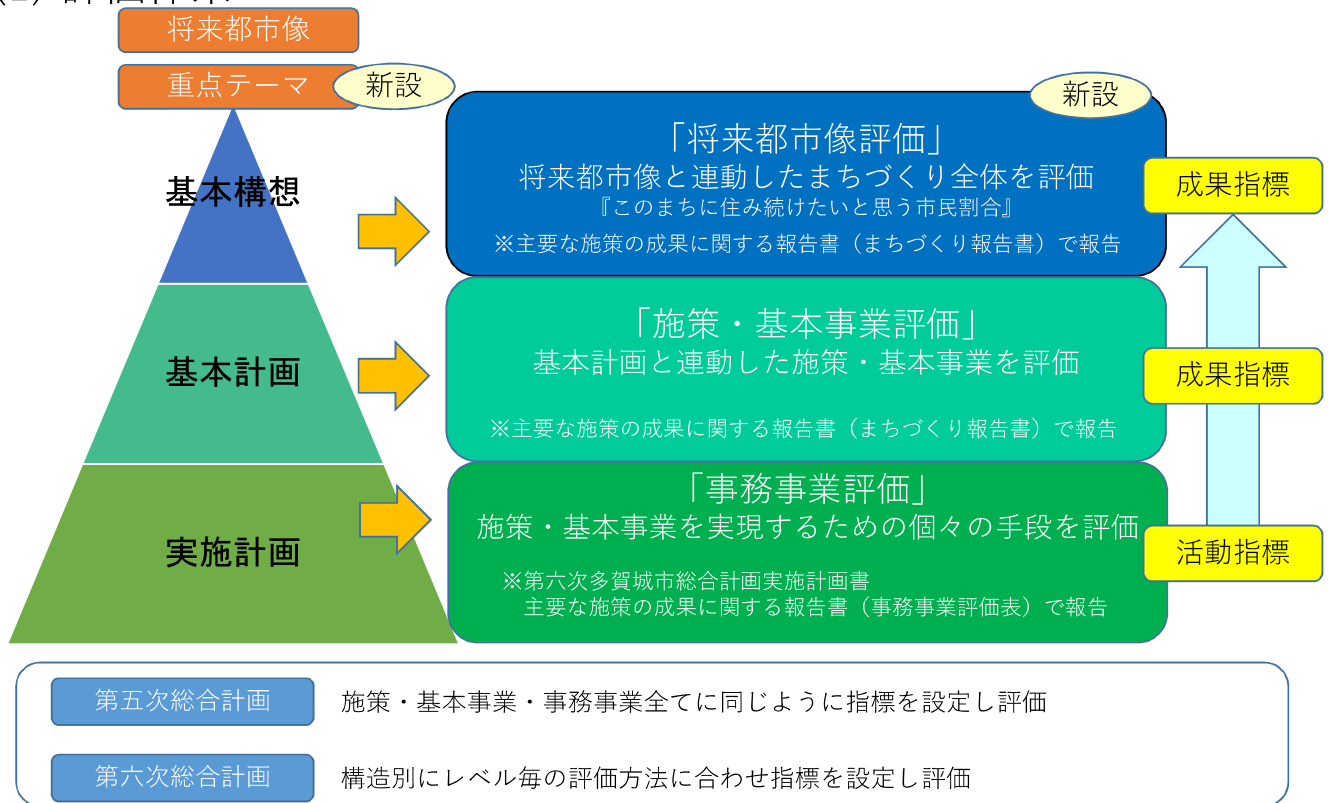 将来都市像
重点テーマ
新設
新設
基本構想
「将来都市像評価」
将来都市像と連動したまちづくり全体を評価
『このまちに住み続けたいと思う市民割合』
※主要な施策の成果に関する報告書（まちづくり報告書）で報告
成果指標
基本計画
「施策・基本事業評価」
基本計画と連動した施策・基本事業を評価
※主要な施策の成果に関する報告書（まちづくり報告書）で報告
成果指標
実施計画
「事務事業評価」
施策・基本事業を実現するための個々の手段を評価
※第六次多賀城市総合計画実施計画書
主要な施策の成果に関する報告書（事務事業評価表）で報告
活動指標
第五次総合計画
施策・基本事業・事務事業全てに同じように指標を設定し評価
第六次総合計画
構造別にレベル毎の評価方法に合わせ指標を設定し評価